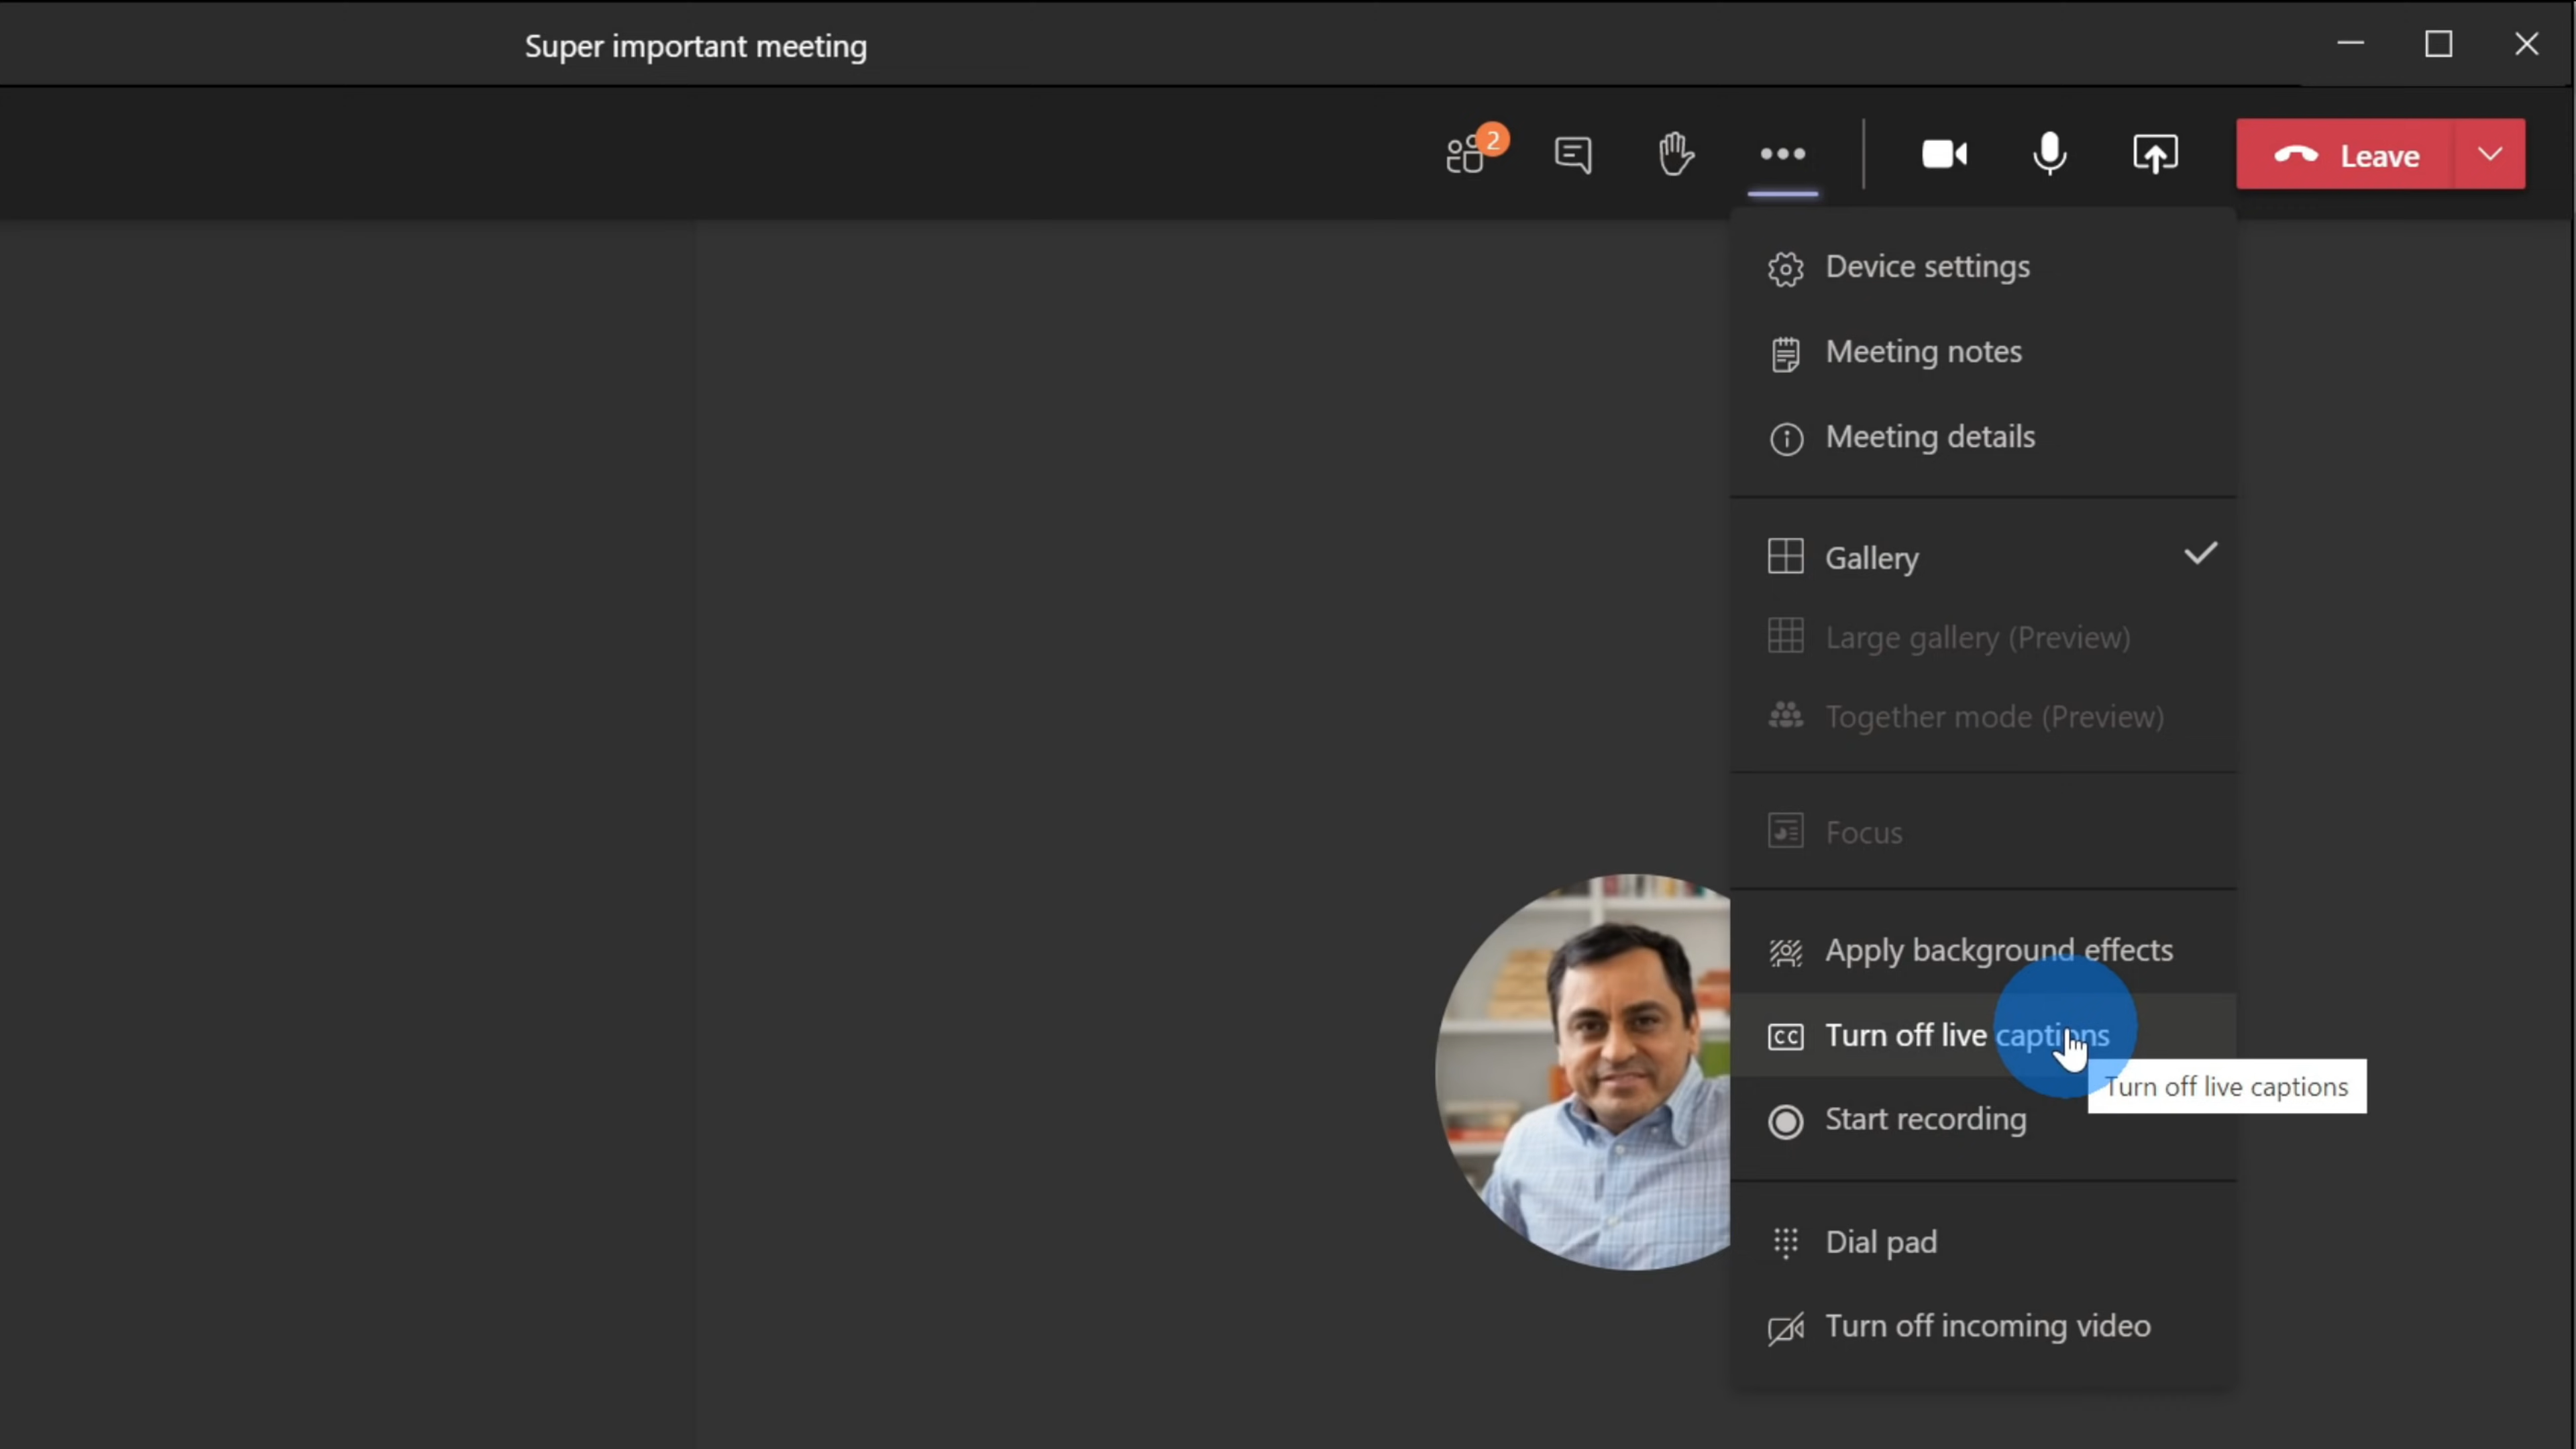 Super important meeting
2
Leave
Device settings
Meeting notes
Meeting details
Gallery
Large gallery (Preview)
Together mode (Preview)
Focus
Apply background effects
CC Turn off live captions
Turn off live captions
Start recording
Dial pad
Turn off incoming video